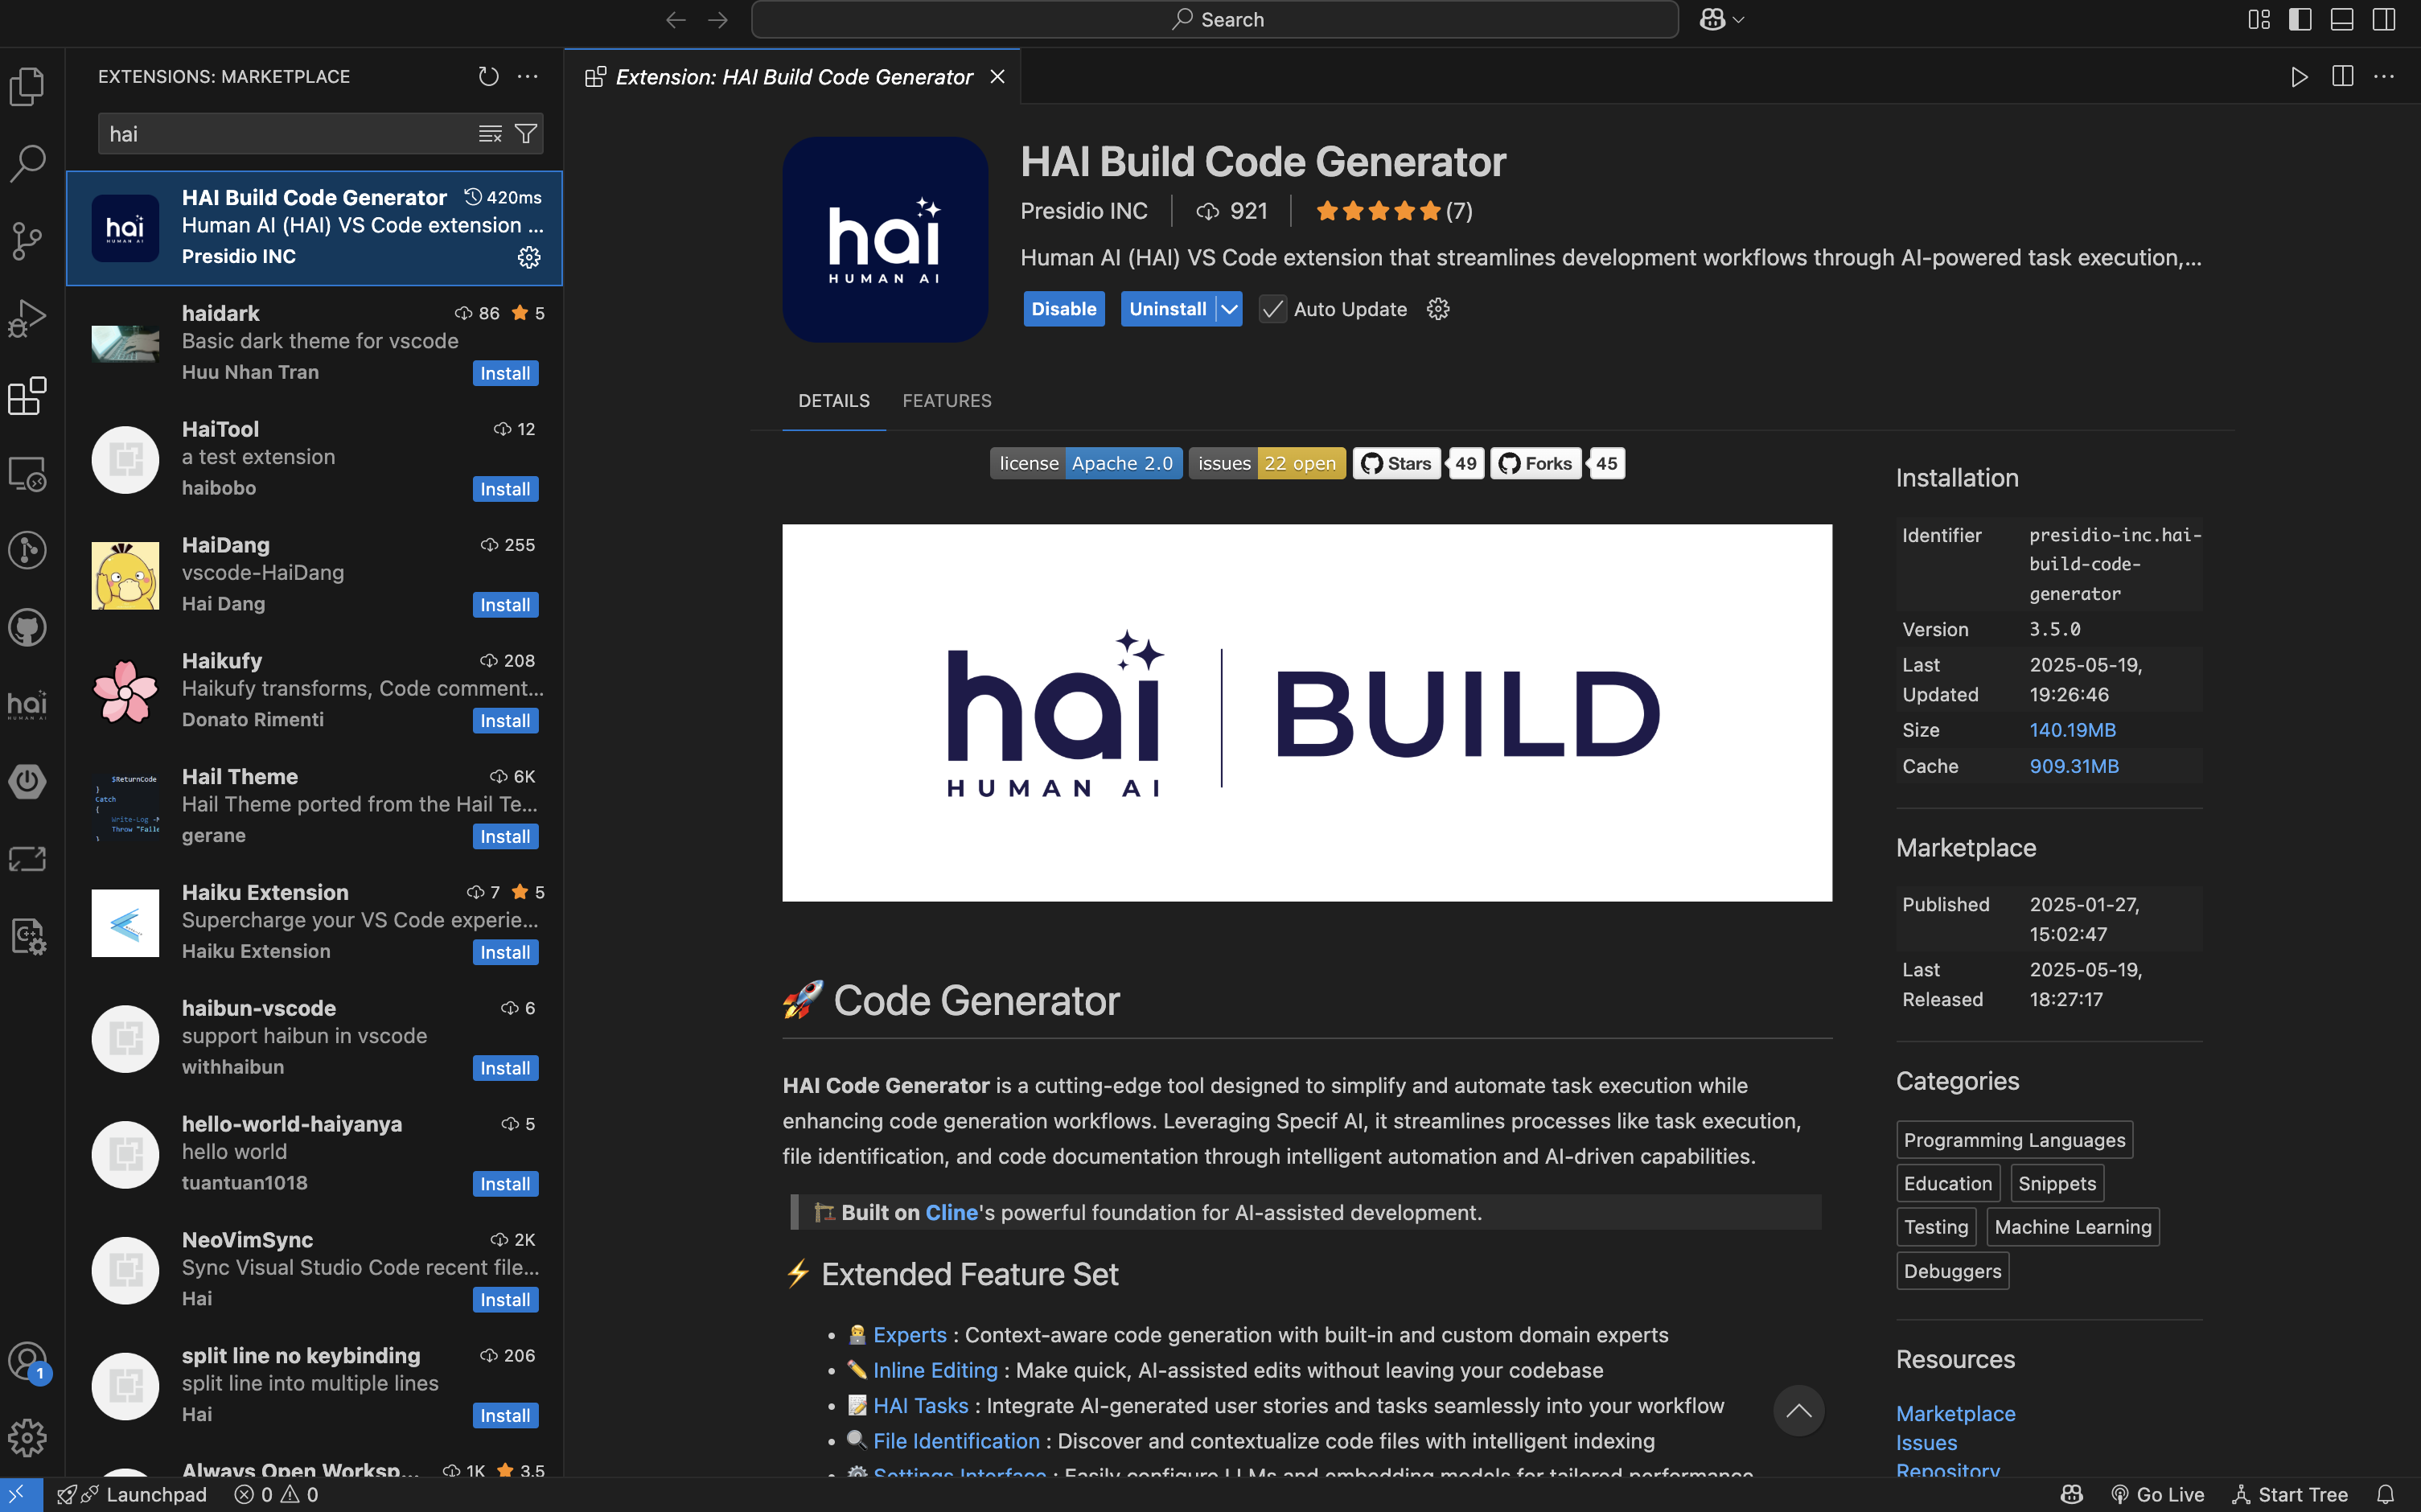 Search
EXTENSIONS: MARKETPLACE
hai
HAI Build Code Generator 420ms
Human AI (HAI) VS Code extension ...
Presidio INC
haidark 86 5
Basic dark theme for vscode
Huu Nhan Tran Install
HaiTool 12
a test extension
haibobo Install
HaiDang 255
vscode-HaiDang
Hai Dang Install
Haikufy 208
Haikufy transforms, Code comment...
Donato Rimenti Install
$ReturnCode
}
Catch
{
Write-Log -M
Throw "Faile
}
Hail Theme 6K
Hail Theme ported from the Hail Te...
gerane Install
Haiku Extension 7 5
Supercharge your VS Code experie...
Haiku Extension Install
haibun-vscode 6
support haibun in vscode
withhaibun Install
hello-world-haiyanya 5
hello world
tuantuan1018 Install
NeoVimSync 2K
Sync Visual Studio Code recent file...
Hai Install
split line no keybinding 206
split line into multiple lines
Hai Install
Always Open Worksp... 1K 3.5
hai
HUMAN AI
1
Extension: HAI Build Code Generator
hai
HUMAN AI
HAI Build Code Generator
Presidio INC 921 (7)
Human AI (HAI) VS Code extension that streamlines development workflows through AI-powered task execution,...
Disable Uninstall Auto Update
DETAILS FEATURES
license Apache 2.0 issues 22 open Stars 49 Forks 45
hai BUILD
HUMAN AI
🚀 Code Generator
HAI Code Generator is a cutting-edge tool designed to simplify and automate task execution while
enhancing code generation workflows. Leveraging Specif AI, it streamlines processes like task execution,
file identification, and code documentation through intelligent automation and AI-driven capabilities.
🏗️ Built on Cline's powerful foundation for AI-assisted development.
⚡ Extended Feature Set
• 👨‍💻 Experts : Context-aware code generation with built-in and custom domain experts
• ✏️ Inline Editing : Make quick, AI-assisted edits without leaving your codebase
• 📝 HAI Tasks : Integrate AI-generated user stories and tasks seamlessly into your workflow
• 🔍 File Identification : Discover and contextualize code files with intelligent indexing
• ⚙️ Settings Interface : Easily configure LLMs and embedding models for tailored performance
Installation
Identifier presidio-inc.hai-
build-code-
generator
Version 3.5.0
Last 2025-05-19,
Updated 19:26:46
Size 140.19MB
Cache 909.31MB
Marketplace
Published 2025-01-27,
15:02:47
Last 2025-05-19,
Released 18:27:17
Categories
Programming Languages
Education Snippets
Testing Machine Learning
Debuggers
Resources
Marketplace
Issues
Repository
Launchpad 0 0 Go Live Start Tree